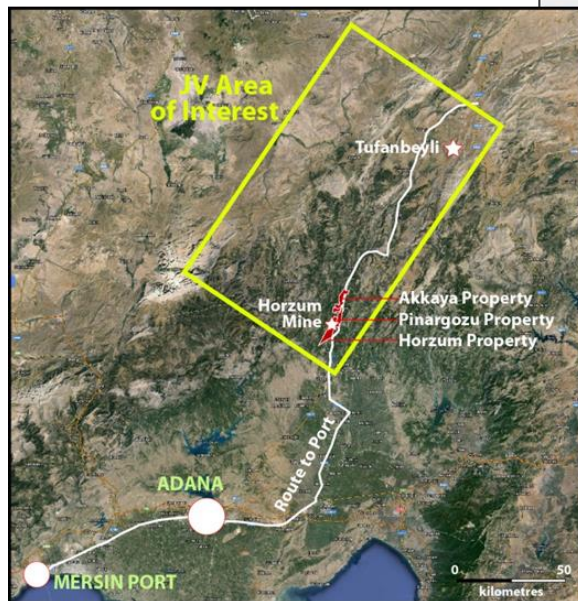 JV Area
of Interest
Tufanbeyli
Horzum
Mine
Akkaya Property
Pinargozu Property
Horzum Property
Route to Port
ADANA
MERSIN PORT
0 50
kilometres